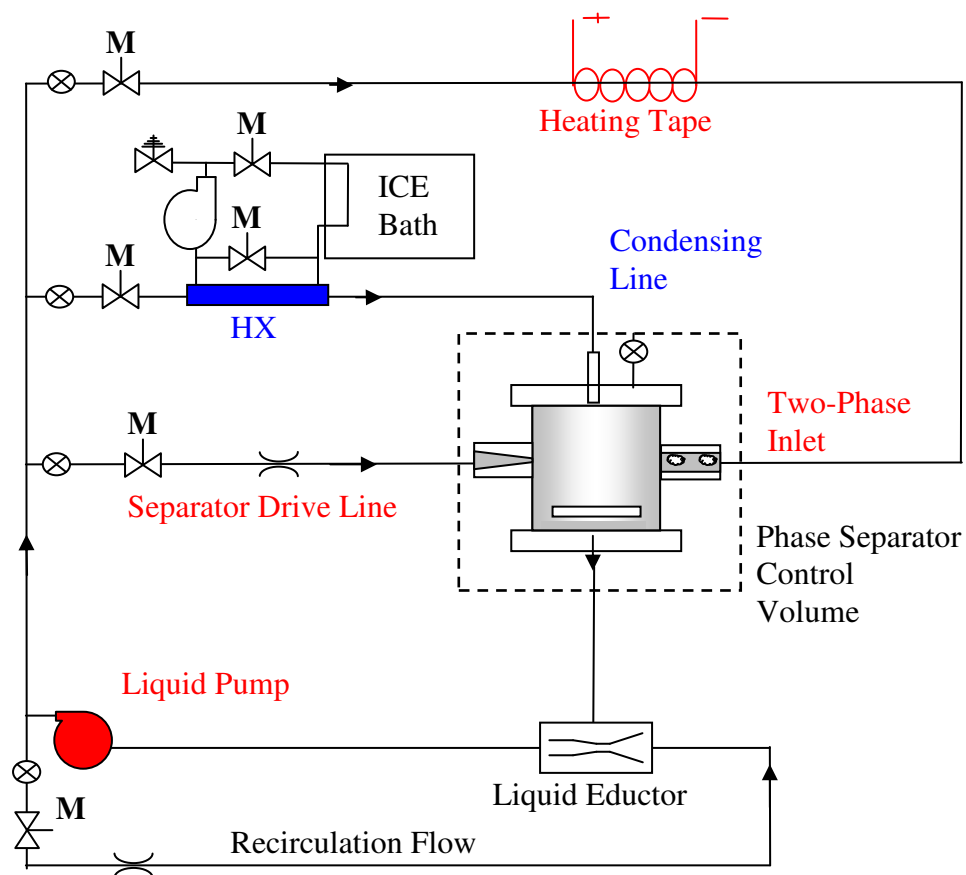 M
Heating Tape
M
ICE
Bath
M
M
Condensing
Line
HX
Two-Phase
Inlet
M
Separator Drive Line
Phase Separator
Control
Volume
Liquid Pump
Liquid Eductor
M
Recirculation Flow